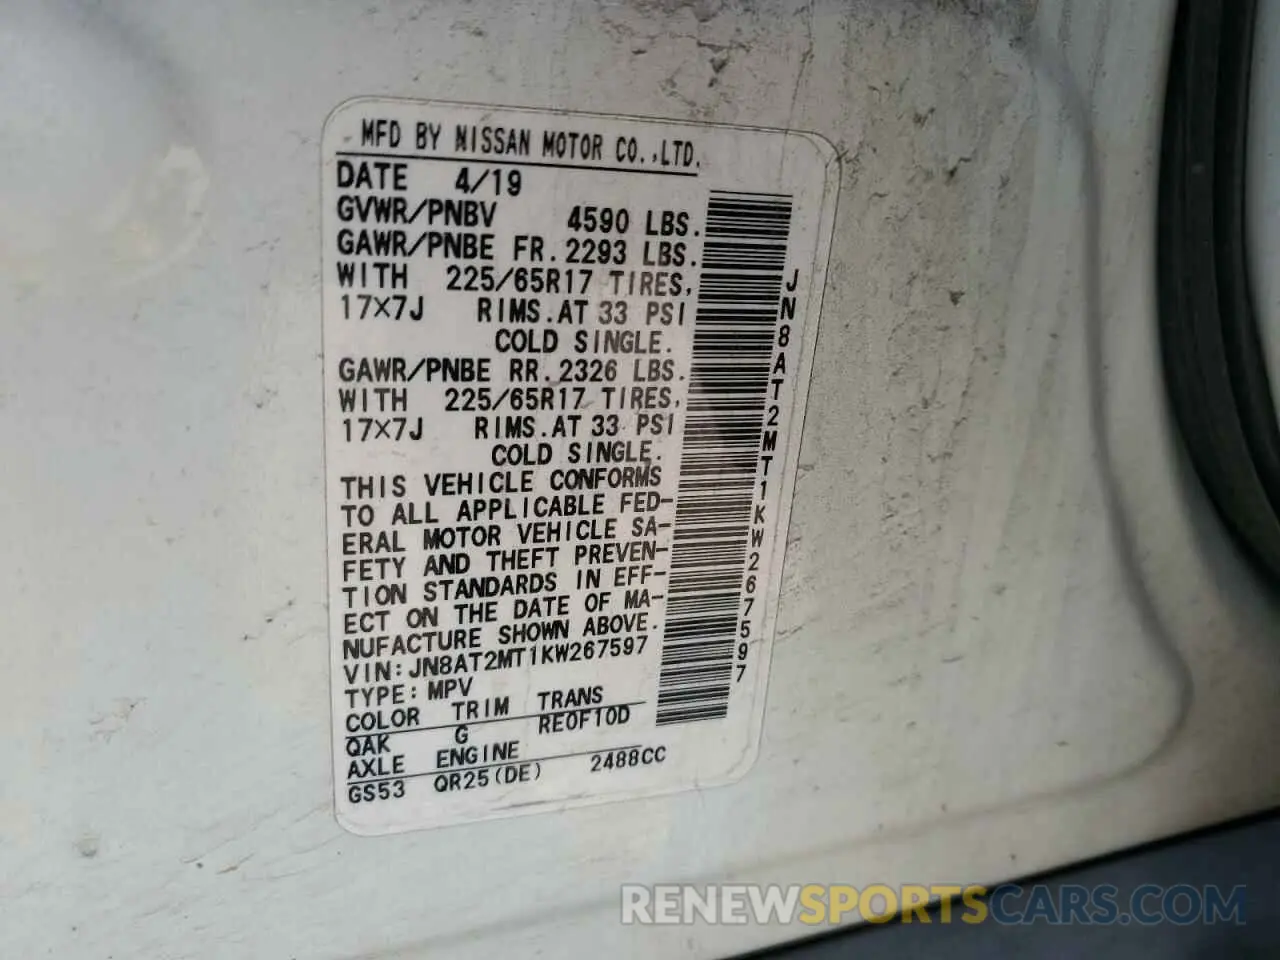 MFD BY NISSAN MOTOR CO.,LTD.
DATE 4/19
GVWR/PNBV 4590 LBS.
GAWR/PNBE FR. 2293 LBS.
WITH 225/65R17 TIRES,
17×7J RIMS.AT 33 PSI
COLD SINGLE.
GAWR/PNBE RR. 2326 LBS.
WITH 225/65R17 TIRES,
17×7J RIMS.AT 33 PSI
COLD SINGLE.
THIS VEHICLE CONFORMS
TO ALL APPLICABLE FED-
ERAL MOTOR VEHICLE SA-
FETY AND THEFT PREVEN-
TION STANDARDS IN EFF-
ECT ON THE DATE OF MA-
NUFACTURE SHOWN ABOVE.
VIN:JN8AT2MT1KW267597
TYPE:MPV
COLOR TRIM TRANS
QAK G RE0F10D
AXLE ENGINE
GS53 QR25(DE) 2488CC
JN8AT2MT1KW267597
RENEWSPORTSCARS.COM